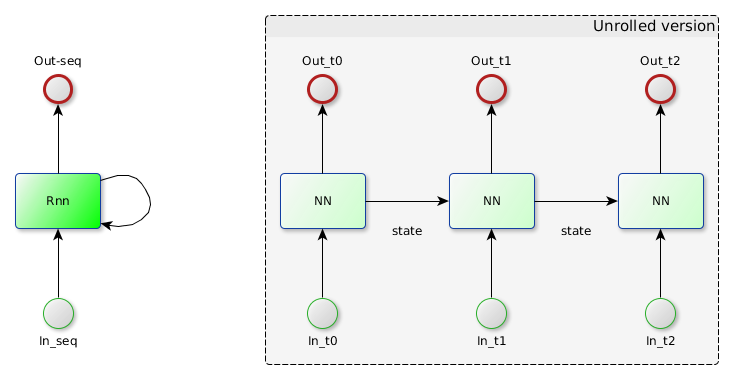 Unrolled version
Out-seq
Out_t0
Out_t1
Out_t2
Rnn
NN
NN
NN
state
state
In_seq
In_t0
In_t1
In_t2